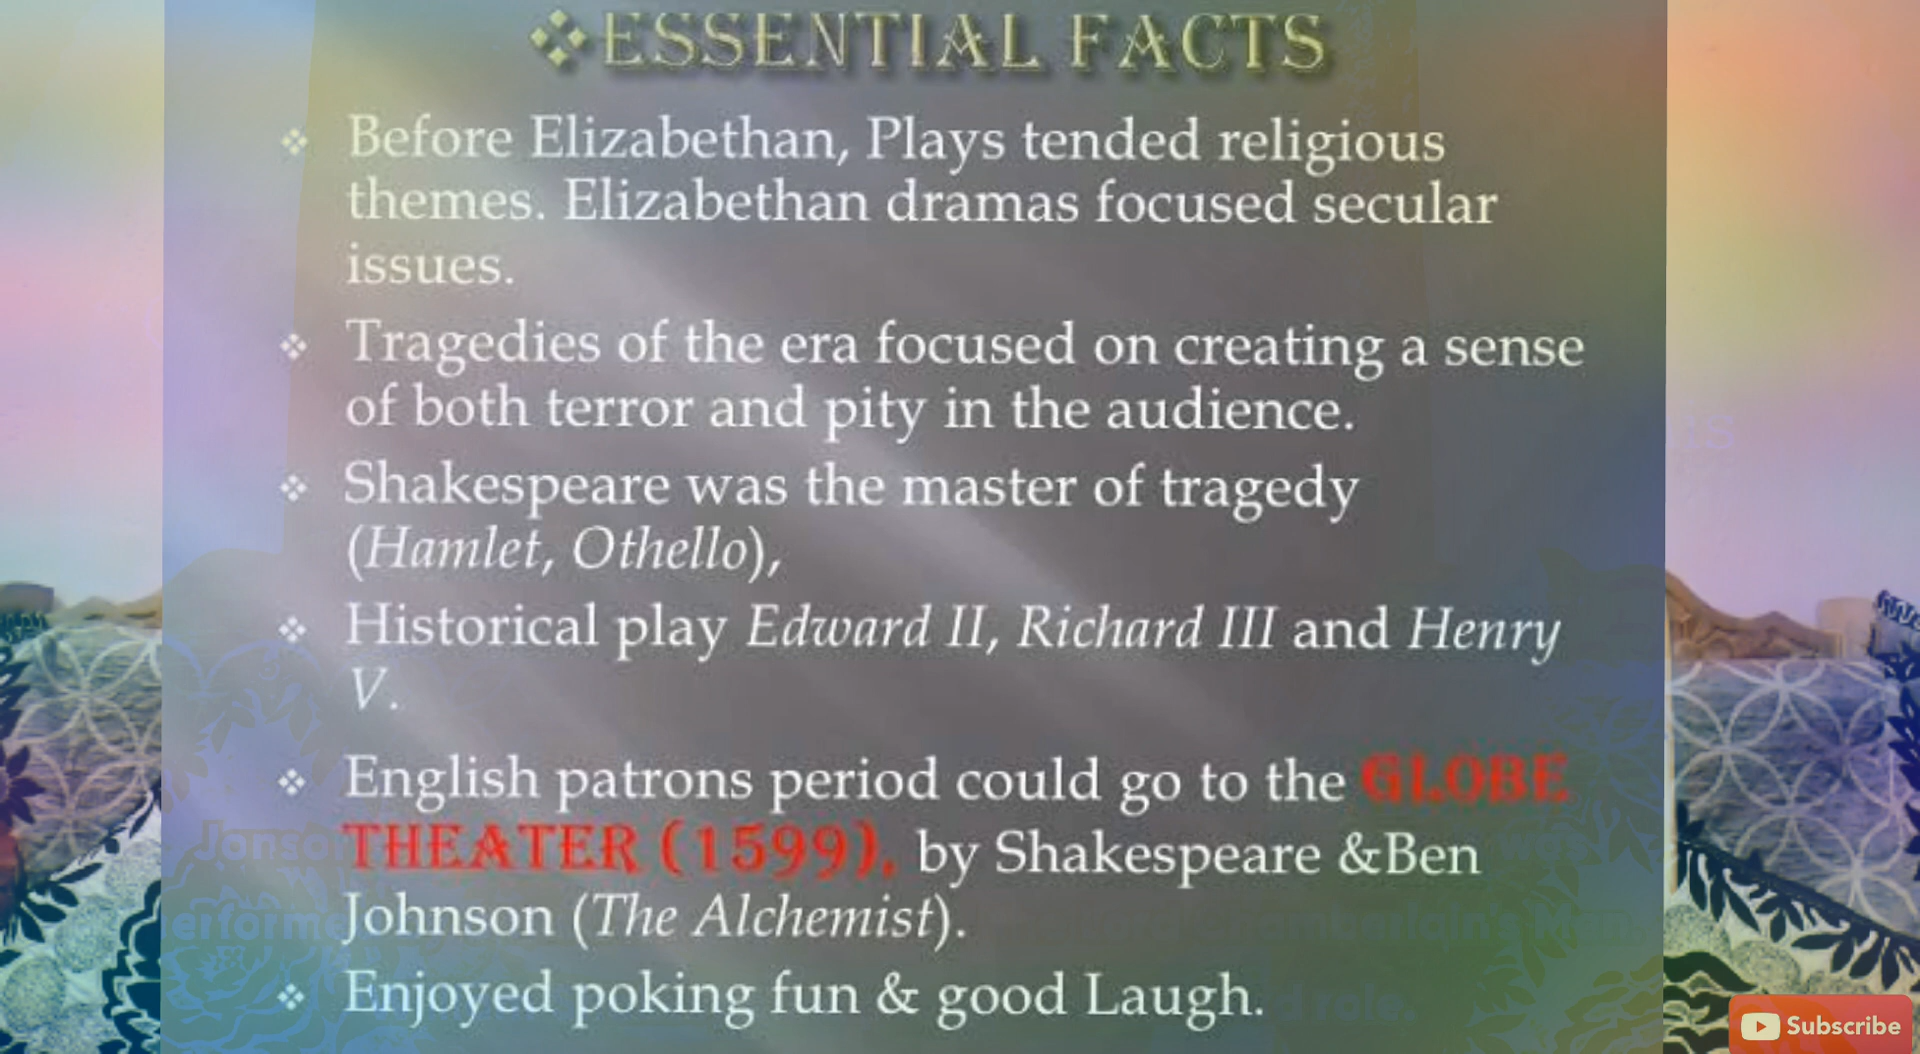 ESSENTIAL FACTS
Before Elizabethan, Plays tended religious
themes. Elizabethan dramas focused secular
issues.
Tragedies of the era focused on creating a sense
of both terror and pity in the audience.
Shakespeare was the master of tragedy
(Hamlet, Othello),
Historical play Edward II, Richard III and Henry
V.
English patrons period could go to the GLOBE
THEATER (1599), by Shakespeare &Ben
Johnson (The Alchemist).
Enjoyed poking fun & good Laugh.
d role.
Chamberlain's Men
Subscribe